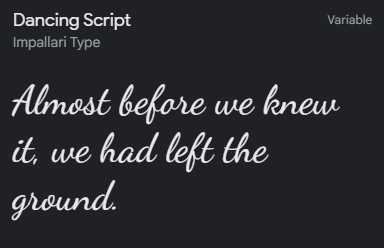 Dancing Script
Variable
Impallari Type
Almost before we knew
it, we had left the
ground.